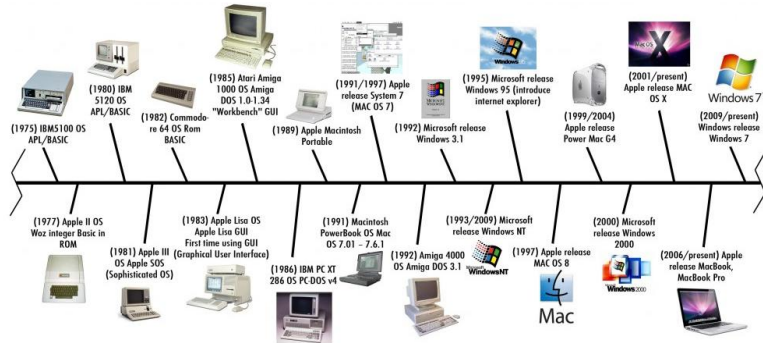 (1975) IBM5100 OS
APL/BASIC
(1980) IBM
5120 OS
APL/BASIC
(1982) Commodo-
re 64 OS Rom
BASIC
(1985) Atari Amiga
1000 OS Amiga
DOS 1.0-1.34
"Workbench" GUI
(1989) Apple Macintosh
Portable
(1991/1997) Apple
release System 7
(MAC OS 7)
(1992) Microsoft release
Windows 3.1
Windows
(1995) Microsoft release
Windows 95 (introduce
internet explorer)
(1999/2004)
Apple release
Power Mac G4
Mac OS X
(2001/present)
Apple release MAC
OS X
Windows 7
(2009/present)
Windows release
Windows 7
(1977) Apple II OS
Woz integer Basic in
ROM
(1981) Apple III
OS Apple SOS
(Sophisticated OS)
(1983) Apple Lisa OS
Apple Lisa GUI
First time using GUI
(Graphical User Interface)
(1986) IBM PC XT
286 OS PC-DOS v4
(1991) Macintosh
PowerBook OS Mac
OS 7.01 – 7.6.1
(1992) Amiga 4000
OS Amiga DOS 3.1
(1993/2009) Microsoft
release Windows NT
WindowsNT
(1997) Apple release
MAC OS 8
Mac
(2000) Microsoft
release Windows
2000
Windows 2000
(2006/present) Apple
release MacBook,
MacBook Pro